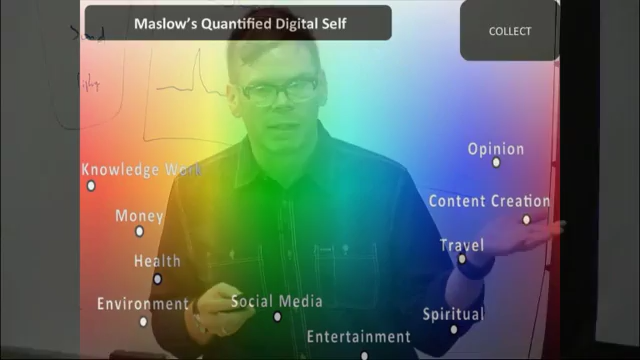 Maslow's Quantified Digital Self
COLLECT
Opinion
Knowledge Work
Content Creation
Money
Travel
Health
Environment
Social Media
Spiritual
Entertainment